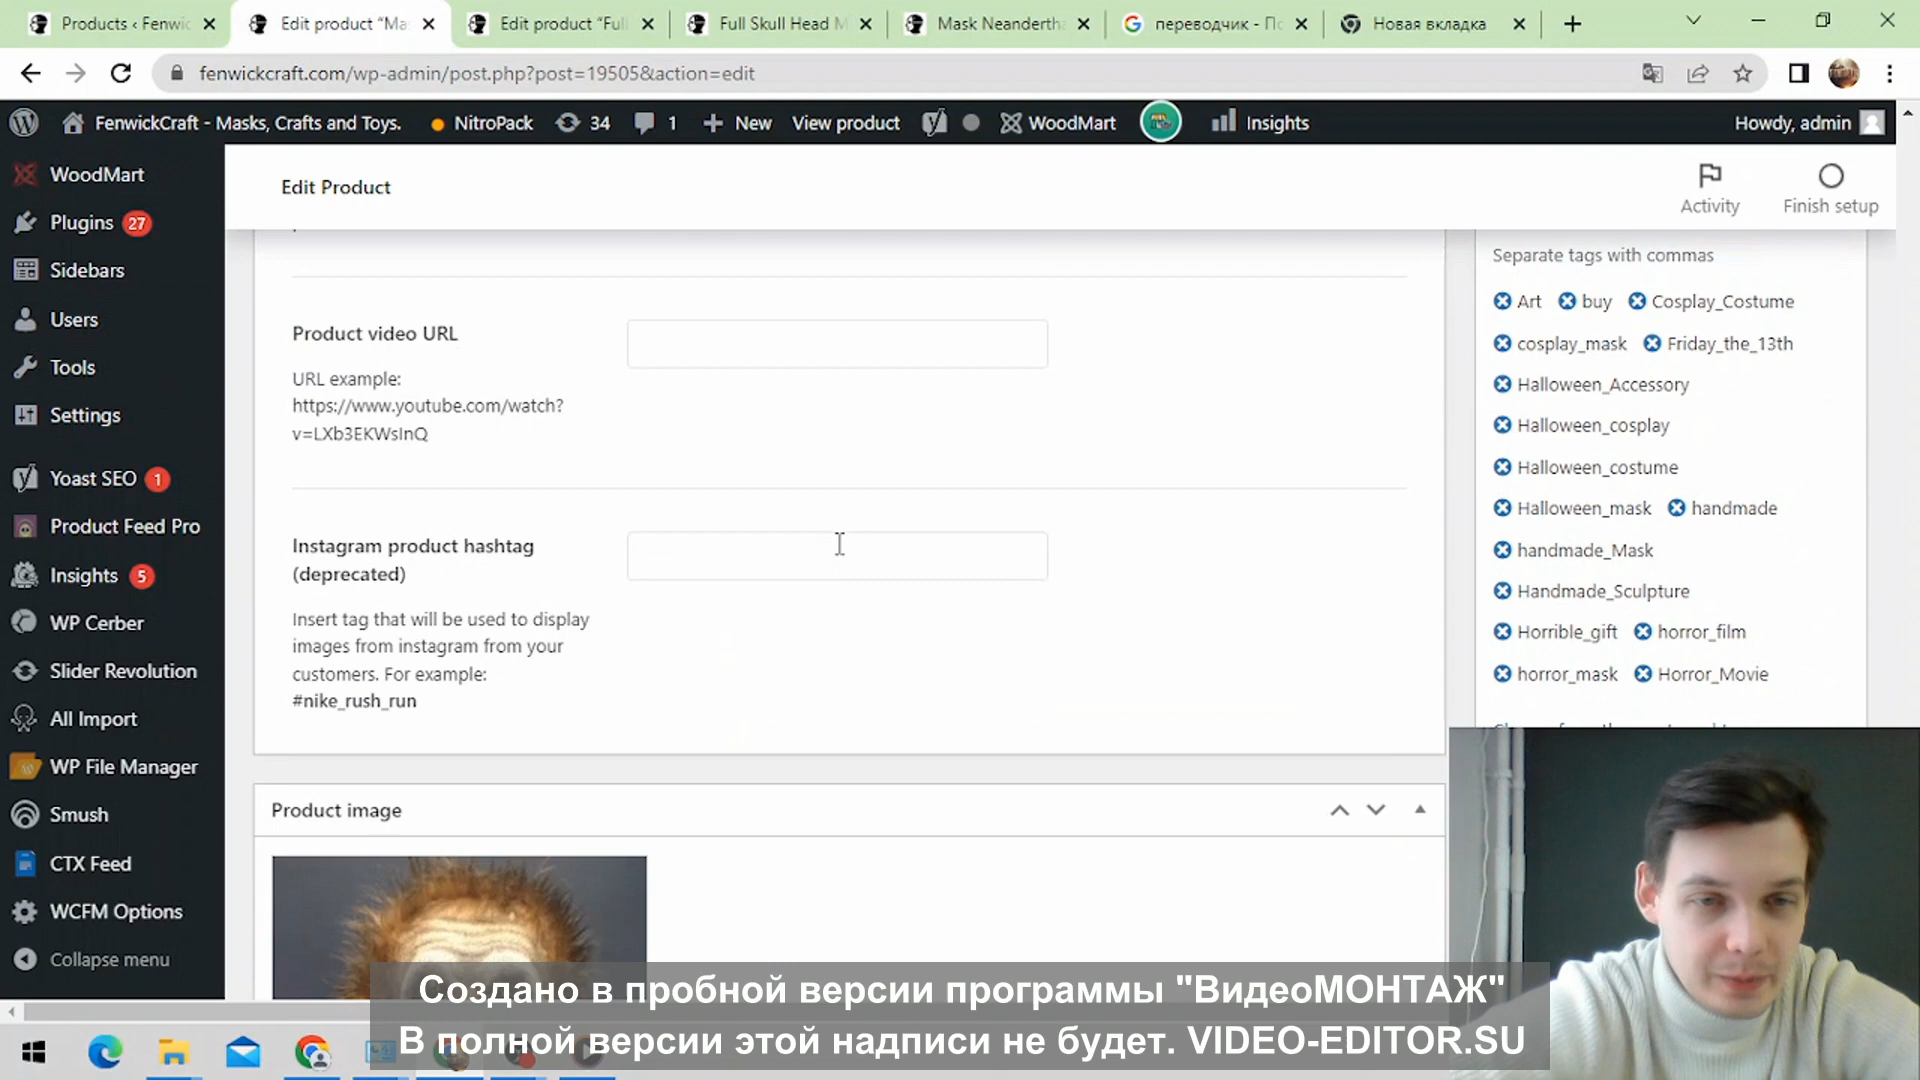 Products ‹ Fenwic
Edit product “Ma
Edit product “Full
Full Skull Head M
Mask Neandertha
переводчик - По
Новая вкладка
fenwickcraft.com/wp-admin/post.php?post=19505&action=edit
FenwickCraft - Masks, Crafts and Toys.
NitroPack
34
1
New
View product
WoodMart
Insights
Howdy, admin
WoodMart
Plugins 27
Sidebars
Users
Tools
Settings
Yoast SEO 1
Product Feed Pro
Insights 5
WP Cerber
Slider Revolution
All Import
WP File Manager
Smush
CTX Feed
WCFM Options
Collapse menu
Edit Product
Activity
Finish setup
Product video URL
URL example:
https://www.youtube.com/watch?
v=LXb3EKWsInQ
Instagram product hashtag
(deprecated)
Insert tag that will be used to display
images from instagram from your
customers. For example:
#nike_rush_run
Product image
Separate tags with commas
Art buy Cosplay_Costume
cosplay_mask Friday_the_13th
Halloween_Accessory
Halloween_cosplay
Halloween_costume
Halloween_mask handmade
handmade_Mask
Handmade_Sculpture
Horrible_gift horror_film
horror_mask Horror_Movie
Создано в пробной версии программы "ВидеоМОНТАЖ"
В полной версии этой надписи не будет. VIDEO-EDITOR.SU